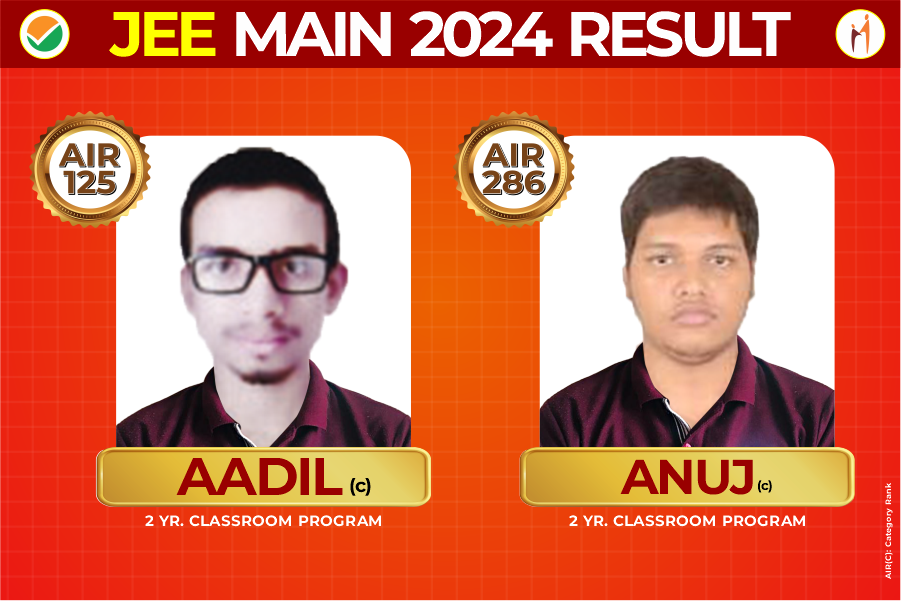 JEE MAIN 2024 RESULT
AIR
125
AIR
286
AADIL (c)
2 YR. CLASSROOM PROGRAM
ANUJ (c)
2 YR. CLASSROOM PROGRAM
AIR(C): Category Rank